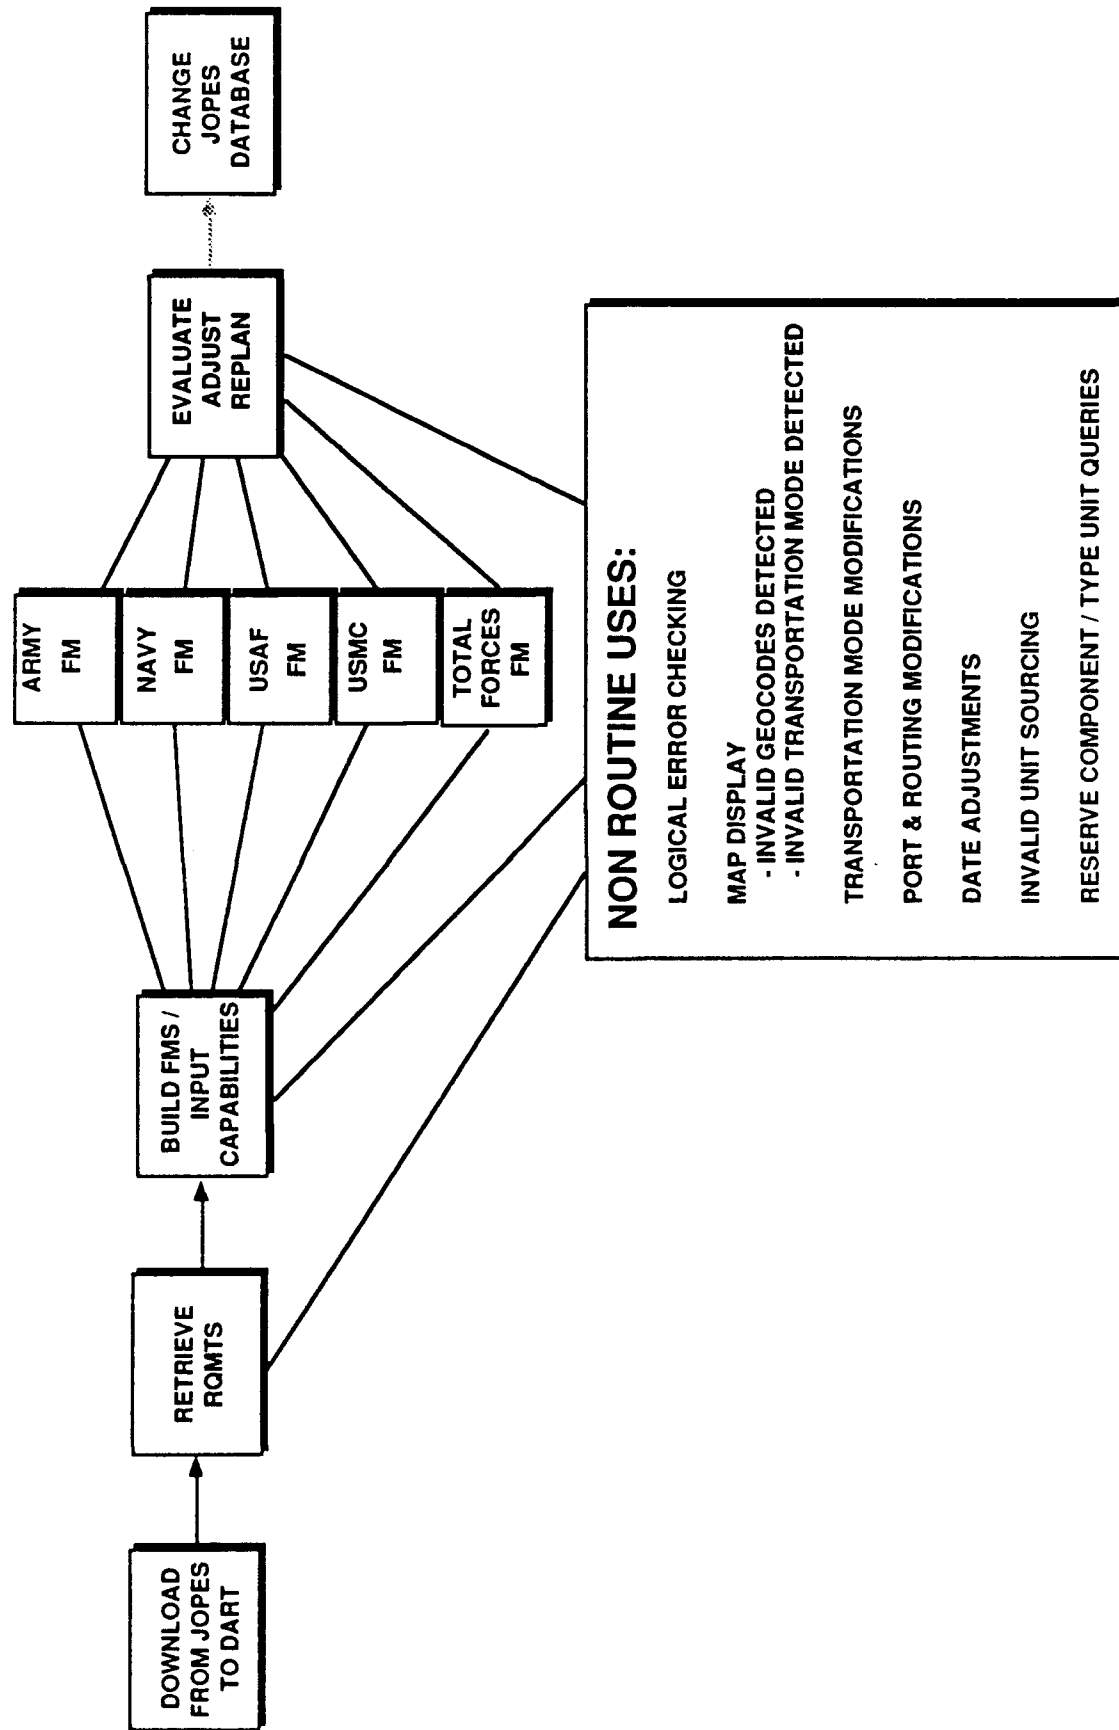 DOWNLOAD
FROM JOPES
TO DART
RETRIEVE
RQMTS
BUILD FMS /
INPUT
CAPABILITIES
ARMY
FM
NAVY
FM
USAF
FM
USMC
FM
TOTAL
FORCES
FM
EVALUATE
ADJUST
REPLAN
CHANGE
JOPES
DATABASE
NON ROUTINE USES:
LOGICAL ERROR CHECKING
MAP DISPLAY
- INVALID GEOCODES DETECTED
- INVALID TRANSPORTATION MODE DETECTED
TRANSPORTATION MODE MODIFICATIONS
PORT & ROUTING MODIFICATIONS
DATE ADJUSTMENTS
INVALID UNIT SOURCING
RESERVE COMPONENT / TYPE UNIT QUERIES